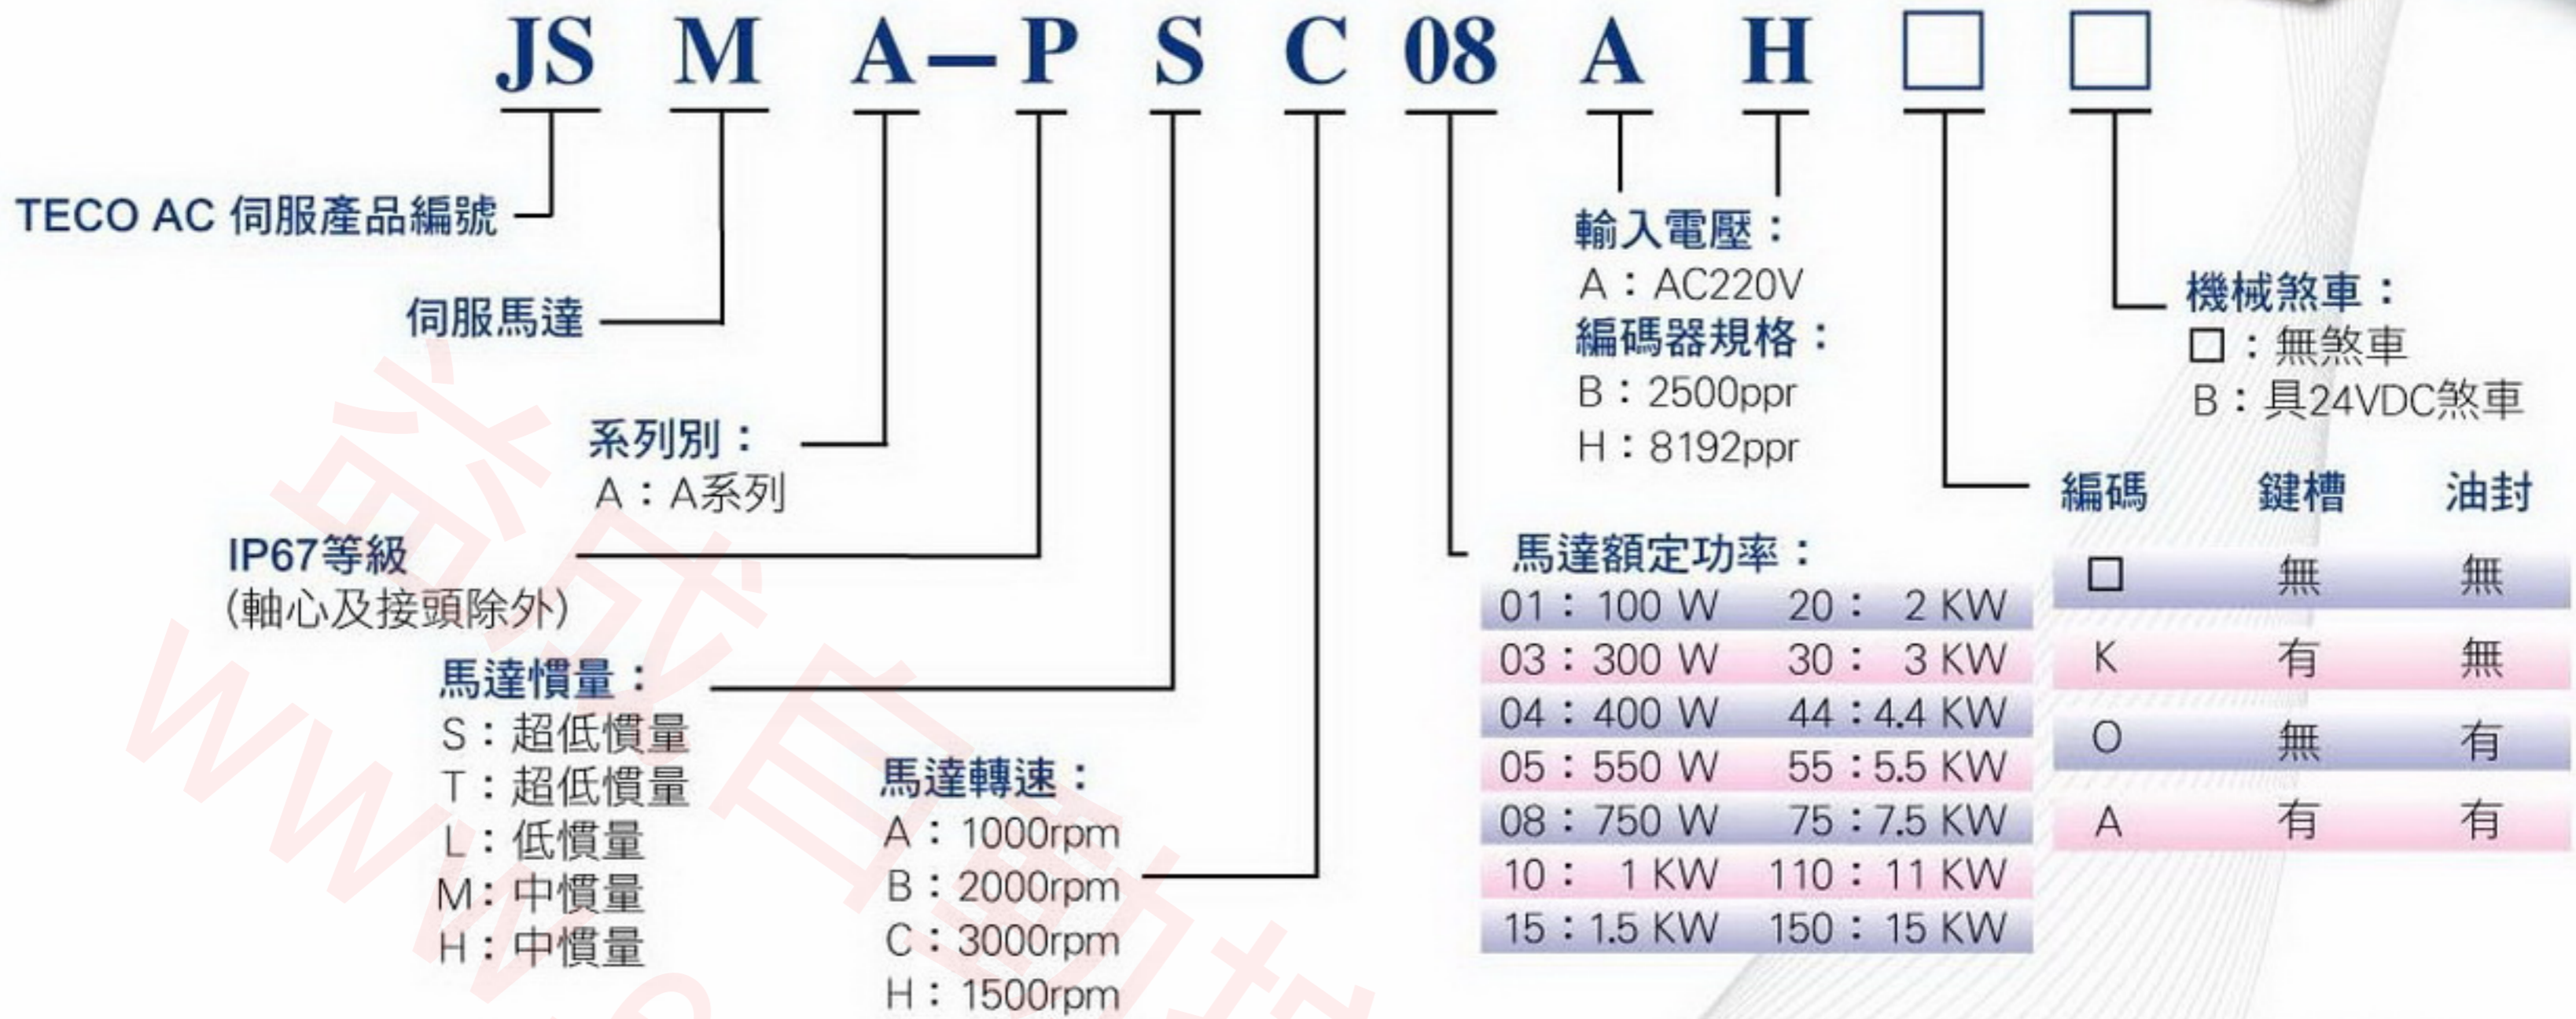 JS M A－P S C 08 A H □ □
TECO AC 伺服產品編號
伺服馬達
系列別：
A：A系列
IP67等級
(軸心及接頭除外)
馬達慣量：
S：超低慣量
T：超低慣量
L：低慣量
M：中慣量
H：中慣量
馬達轉速：
A：1000rpm
B：2000rpm
C：3000rpm
H：1500rpm
輸入電壓：
A：AC220V
編碼器規格：
B：2500ppr
H：8192ppr
馬達額定功率：
01：100 W 20： 2 KW
03：300 W 30： 3 KW
04：400 W 44：4.4 KW
05：550 W 55：5.5 KW
08：750 W 75：7.5 KW
10： 1 KW 110：11 KW
15：1.5 KW 150：15 KW
機械煞車：
□：無煞車
B：具24VDC煞車
編碼 鍵槽 油封
□ 無 無
K 有 無
O 無 有
A 有 有
益成自動控
www.